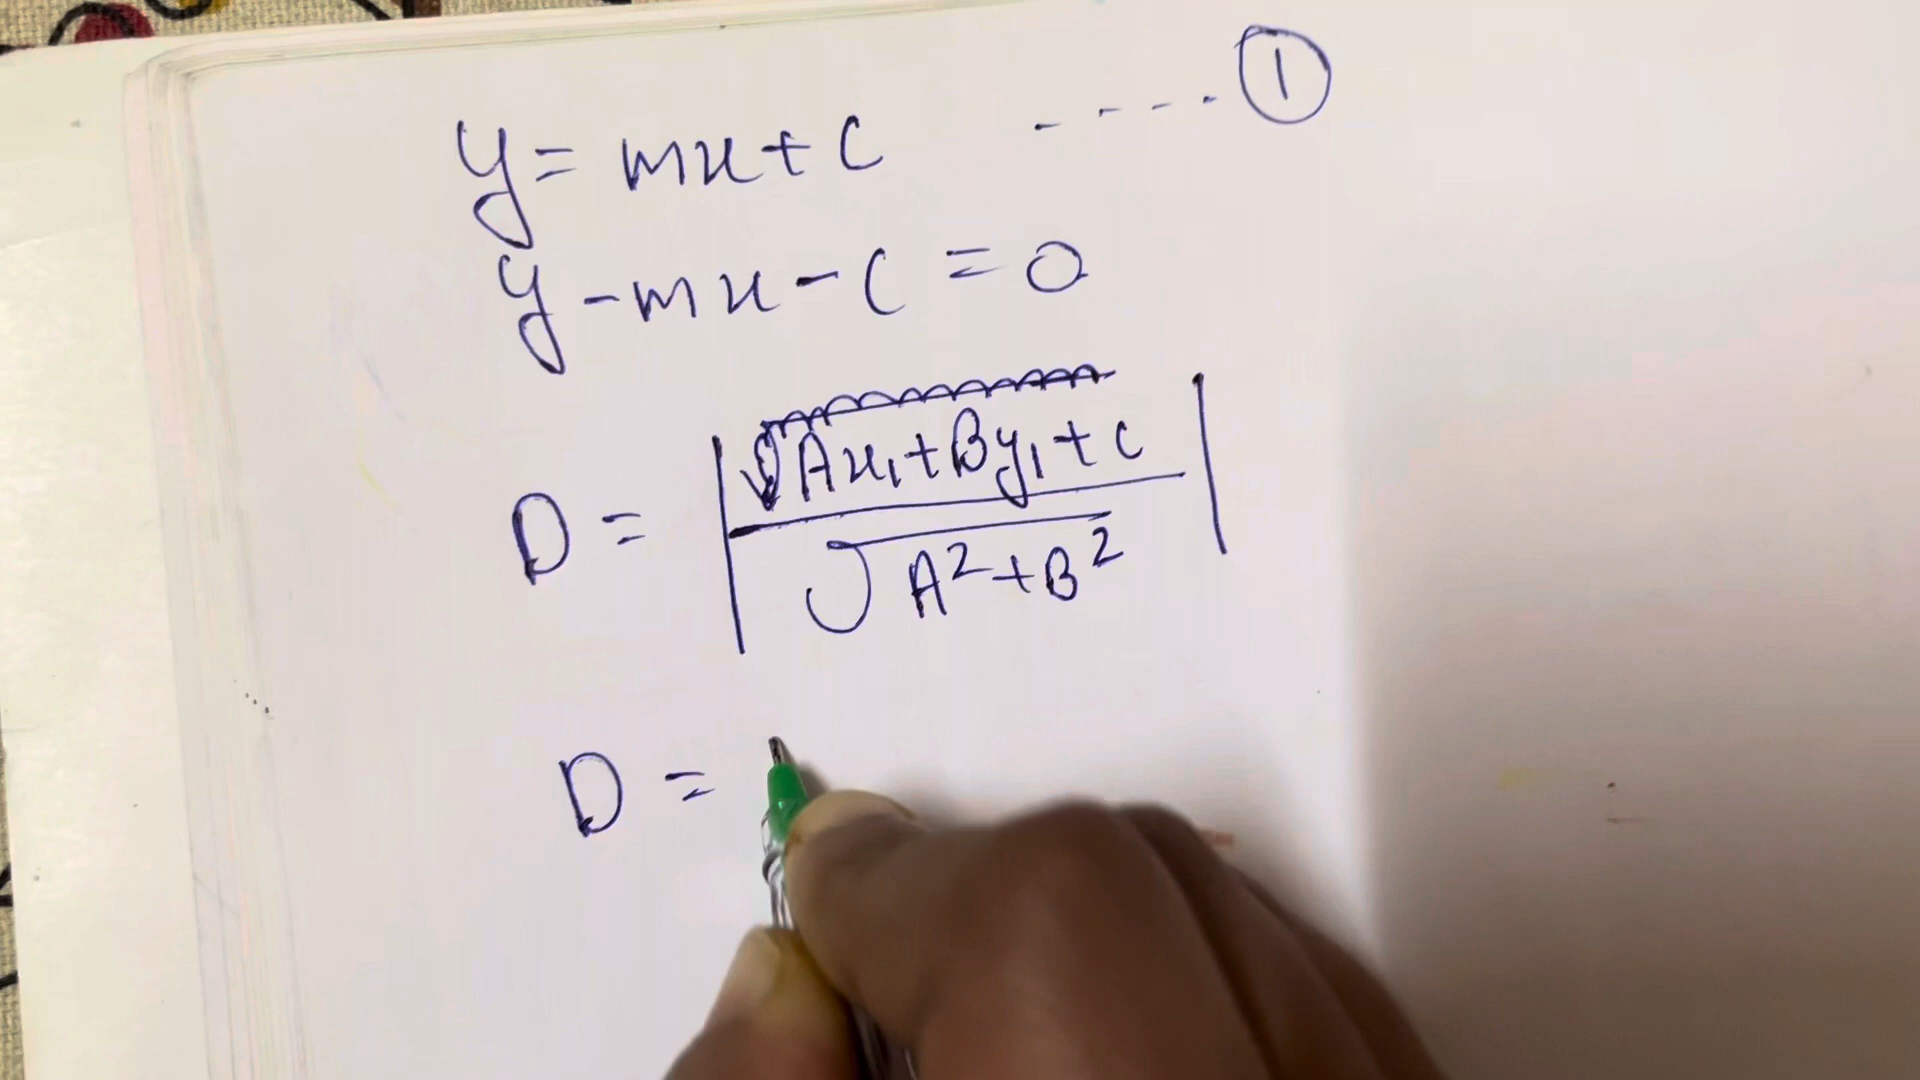 y = mx + c ---- ①
y - mx - c = 0
D = | Ax₁ + By₁ + c / √A² + B² |
D =